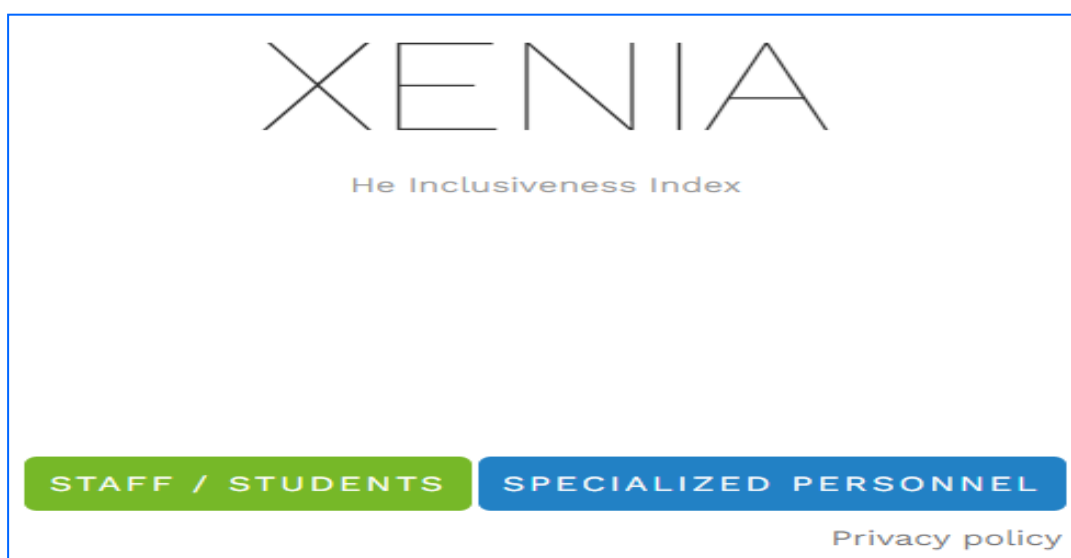 XENIA
He Inclusiveness Index
STAFF / STUDENTS SPECIALIZED PERSONNEL
Privacy policy